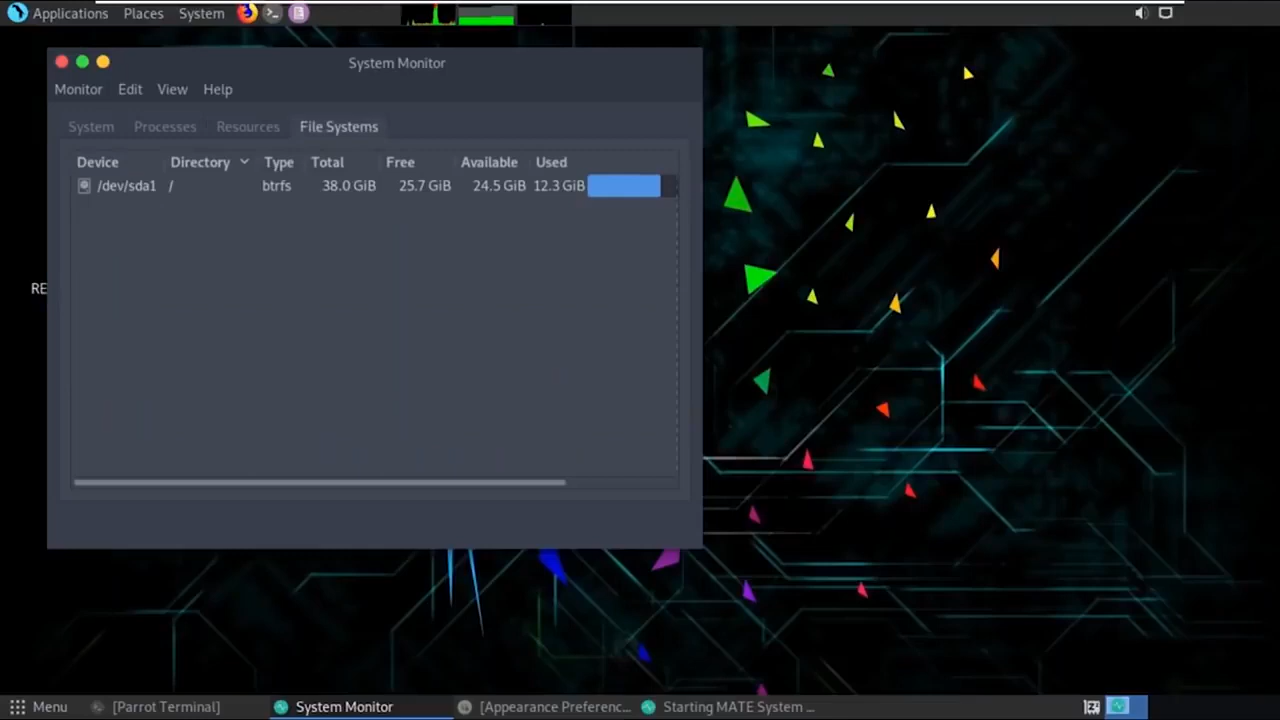 Applications Places System
System Monitor
Monitor Edit View Help
System Processes Resources File Systems
Device Directory Type Total Free Available Used
/dev/sda1 / btrfs 38.0 GiB 25.7 GiB 24.5 GiB 12.3 GiB
RE
Menu [Parrot Terminal] System Monitor [Appearance Preferenc... Starting MATE System ...